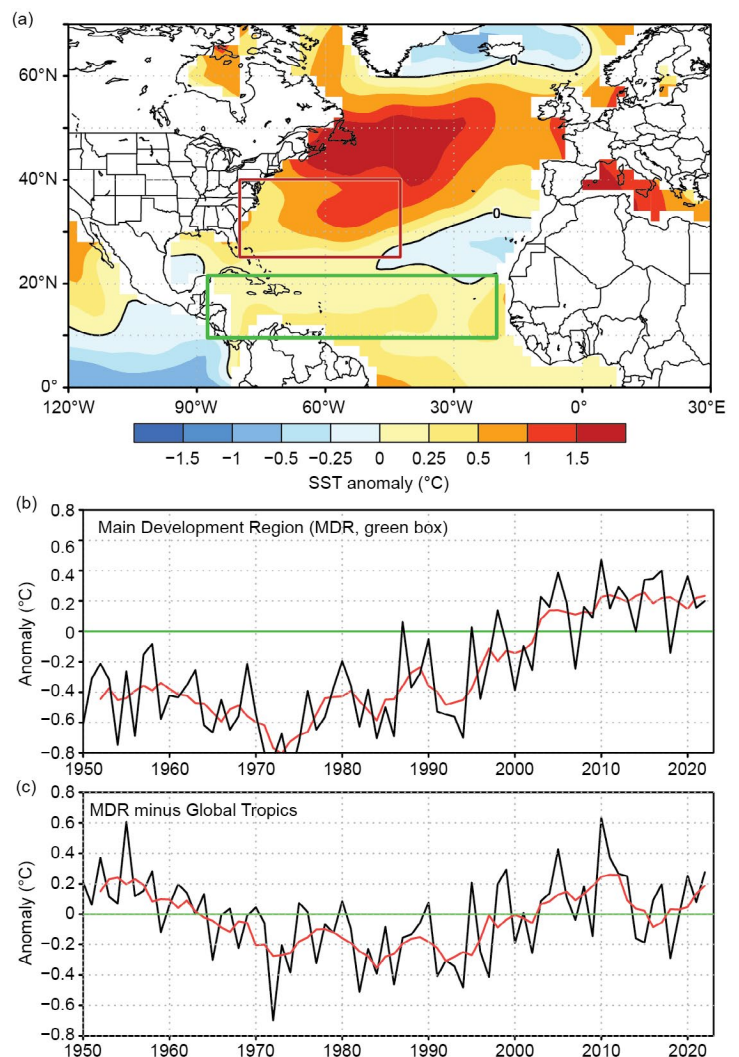 (a)
0
60°N
40°N
0
20°N
0°
120°W 90°W 60°W 30°W 0° 30°E
−1.5 −1 −0.5 −0.25 0 0.25 0.5 1 1.5
SST anomaly (°C)
(b)
Main Development Region (MDR, green box)
Anomaly (°C)
0.8
0.6
0.4
0.2
0
−0.2
−0.4
−0.6
−0.8
1950 1960 1970 1980 1990 2000 2010 2020
(c)
MDR minus Global Tropics
Anomaly (°C)
0.8
0.6
0.4
0.2
0
−0.2
−0.4
−0.6
−0.8
1950 1960 1970 1980 1990 2000 2010 2020